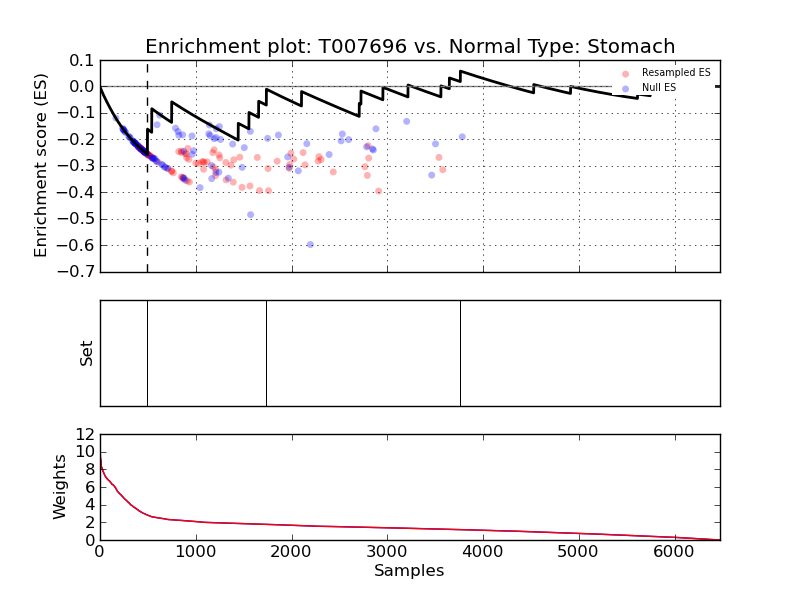 Enrichment plot: T007696 vs. Normal Type: Stomach
Enrichment score (ES)
0.1
0.0
−0.1
−0.2
−0.3
−0.4
−0.5
−0.6
−0.7
Resampled ES
Null ES
Set
Weights
12
10
8
6
4
2
0
0 1000 2000 3000 4000 5000 6000
Samples